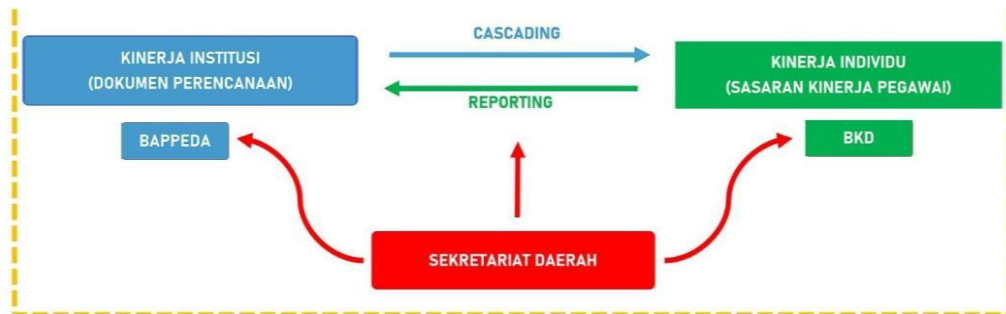 CASCADING
KINERJA INSTITUSI
(DOKUMEN PERENCANAAN)
KINERJA INDIVIDU
(SASARAN KINERJA PEGAWAI)
REPORTING
BAPPEDA
BKD
SEKRETARIAT DAERAH